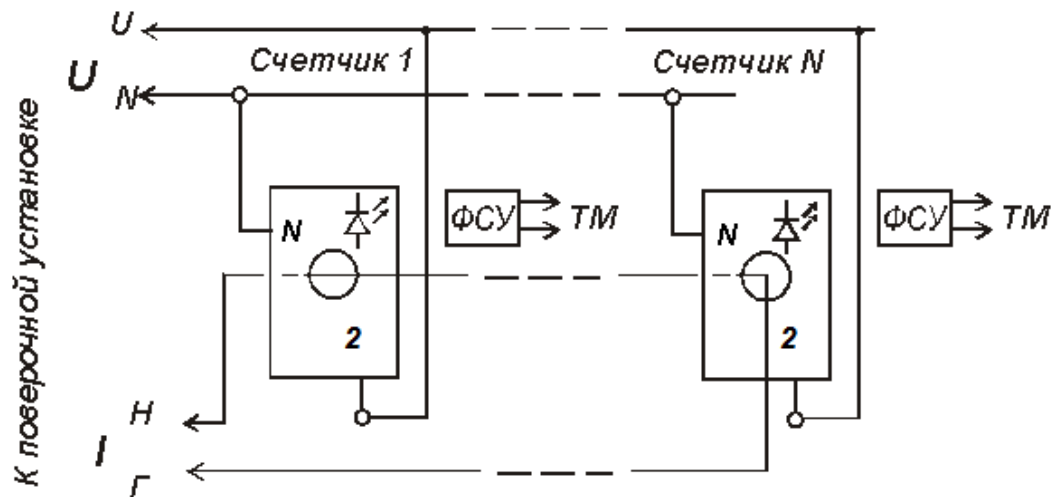 U
U
N
Счетчик 1
Счетчик N
К поверочной установке
N
ФСУ
ТМ
N
ФСУ
ТМ
2
2
I
Н
Г